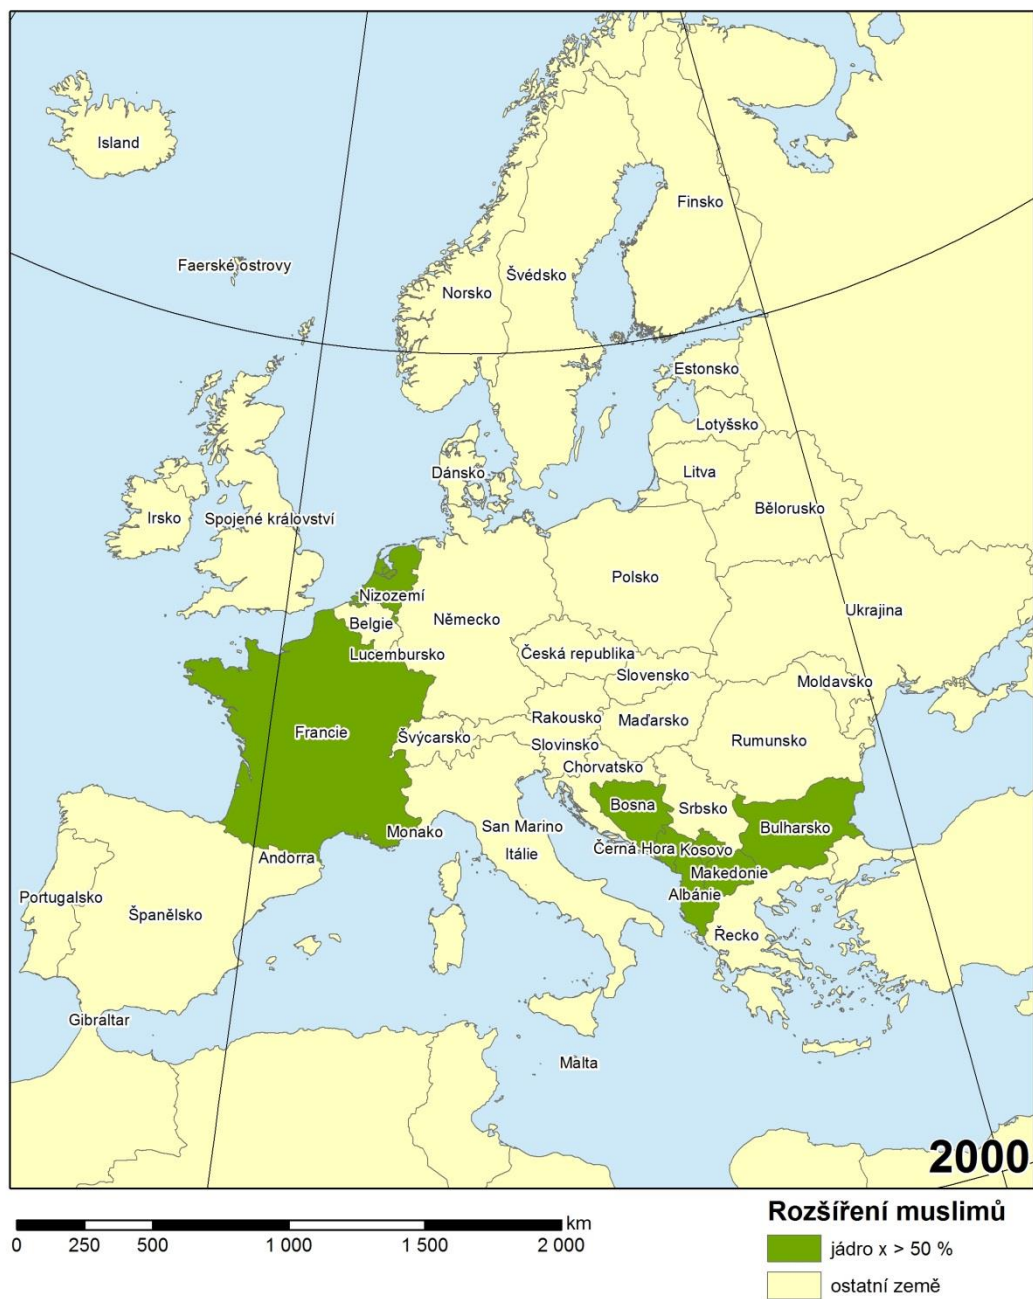 Island
Finsko
Faerské ostrovy
Švédsko
Norsko
Estonsko
Lotyšsko
Dánsko
Litva
Bělorusko
Irsko
Spojené království
Polsko
Nizozemí
Ukrajina
Belgie
Německo
Lucembursko
Česká republika
Slovensko
Moldavsko
Rakousko
Maďarsko
Francie
Švýcarsko
Rumunsko
Slovinsko
Chorvatsko
Bosna
Srbsko
Monako
San Marino
Bulharsko
Itálie
Černá Hora
Kosovo
Andorra
Makedonie
Albánie
Portugalsko
Španělsko
Řecko
Gibraltar
Malta
2000
km
0 250 500 1 000 1 500 2 000
Rozšíření muslimů
jádro x > 50 %
ostatní země